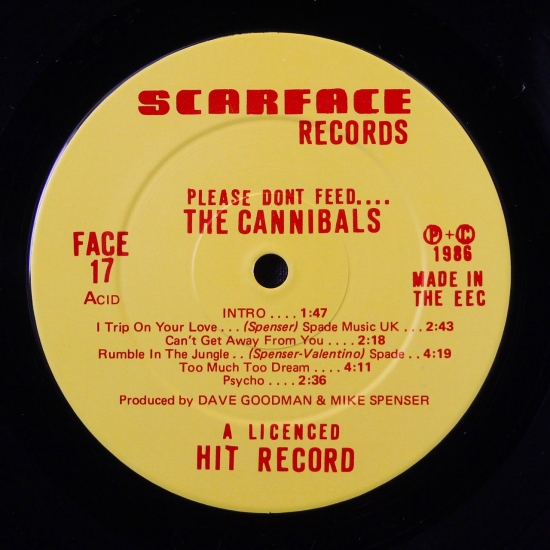 SCARFACE
RECORDS
PLEASE DONT FEED....
THE CANNIBALS
FACE
17
ACID
P+C
1986
MADE IN
THE EEC
INTRO .... 1:47
I Trip On Your Love ... (Spenser) Spade Music UK ... 2:43
Can't Get Away From You .... 2:18
Rumble In The Jungle .. (Spenser-Valentino) Spade .. 4:19
Too Much Too Dream .... 4:11
Psycho .... 2:36
Produced by DAVE GOODMAN & MIKE SPENSER
A LICENCED
HIT RECORD